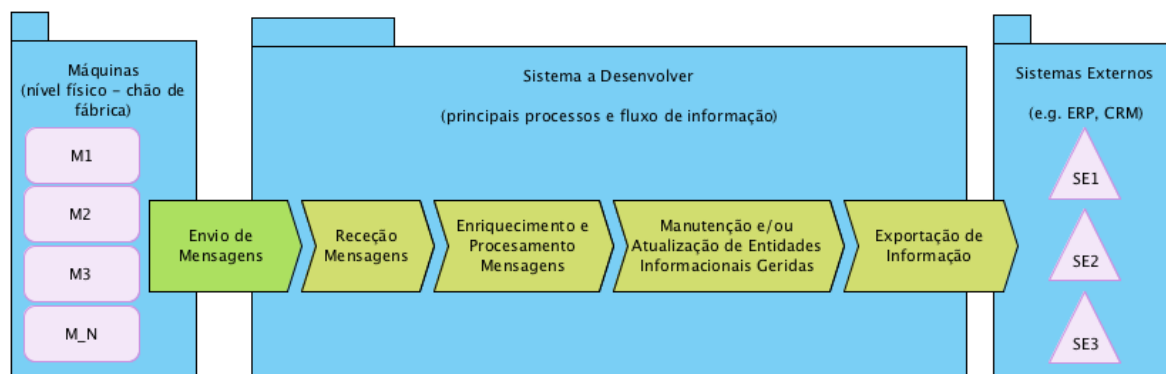 Máquinas
(nível físico – chão de
fábrica)
M1
M2
M3
M_N
Sistema a Desenvolver
(principais processos e fluxo de informação)
Envio de
Mensagens
Receção
Mensagens
Enriquecimento e
Procesamento
Mensagens
Manutenção e/ou
Atualização de Entidades
Informacionais Geridas
Exportação de
Informação
Sistemas Externos
(e.g. ERP, CRM)
SE1
SE2
SE3